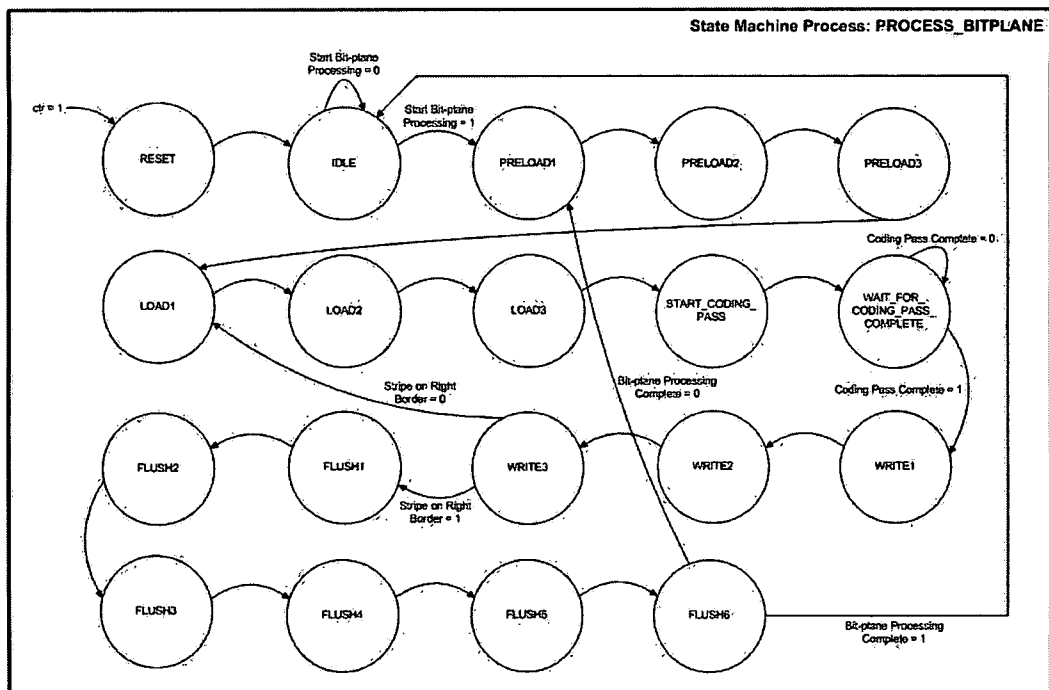 State Machine Process: PROCESS_BITPLANE
Start Bit-plane
Processing = 0
clr = 1
Start Bit-plane
Processing = 1
RESET
IDLE
PRELOAD1
PRELOAD2
PRELOAD3
Coding Pass Complete = 0
LOAD1
LOAD2
LOAD3
START_CODING_
PASS
WAIT_FOR_
CODING_PASS_
COMPLETE
Stripe on Right
Border = 0
Bit-plane Processing
Complete = 0
Coding Pass Complete = 1
FLUSH2
FLUSH1
WRITE3
WRITE2
WRITE1
Stripe on Right
Border = 1
FLUSH3
FLUSH4
FLUSH5
FLUSH6
Bit-plane Processing
Complete = 1